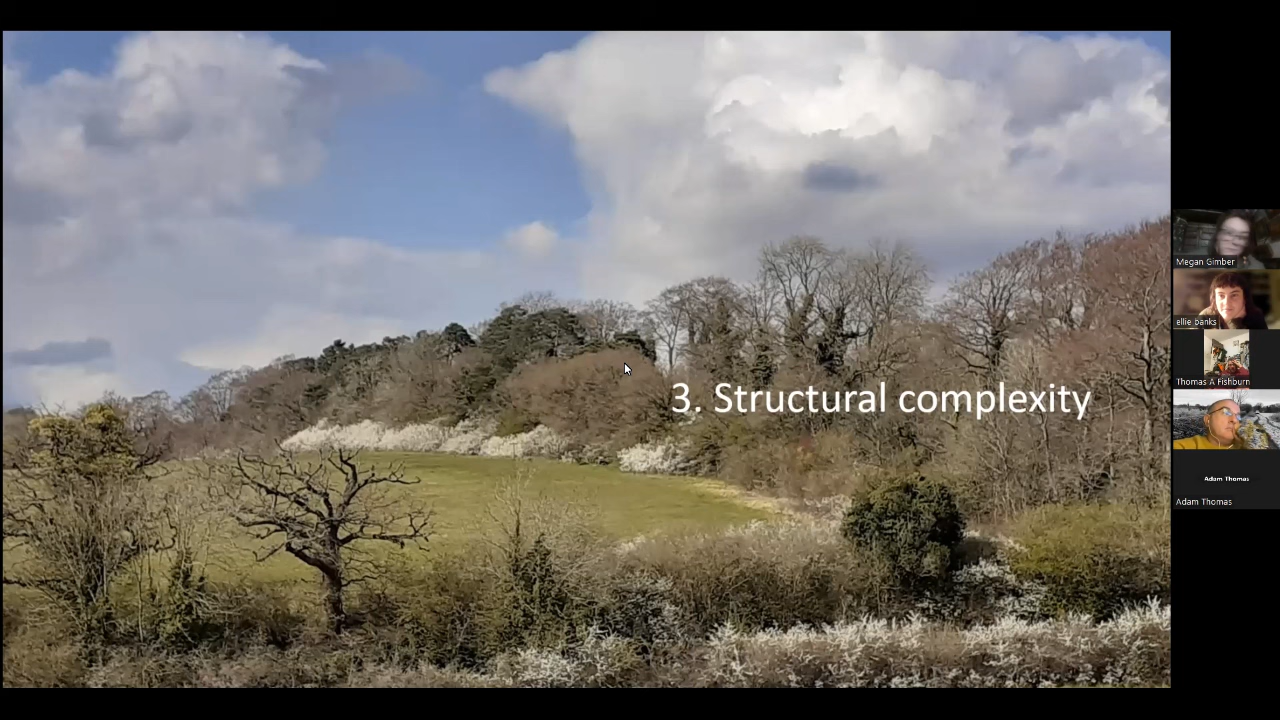 3. Structural complexity
Megan Gimber
ellie banks
Thomas A Fishburn
Adam Thomas
Adam Thomas